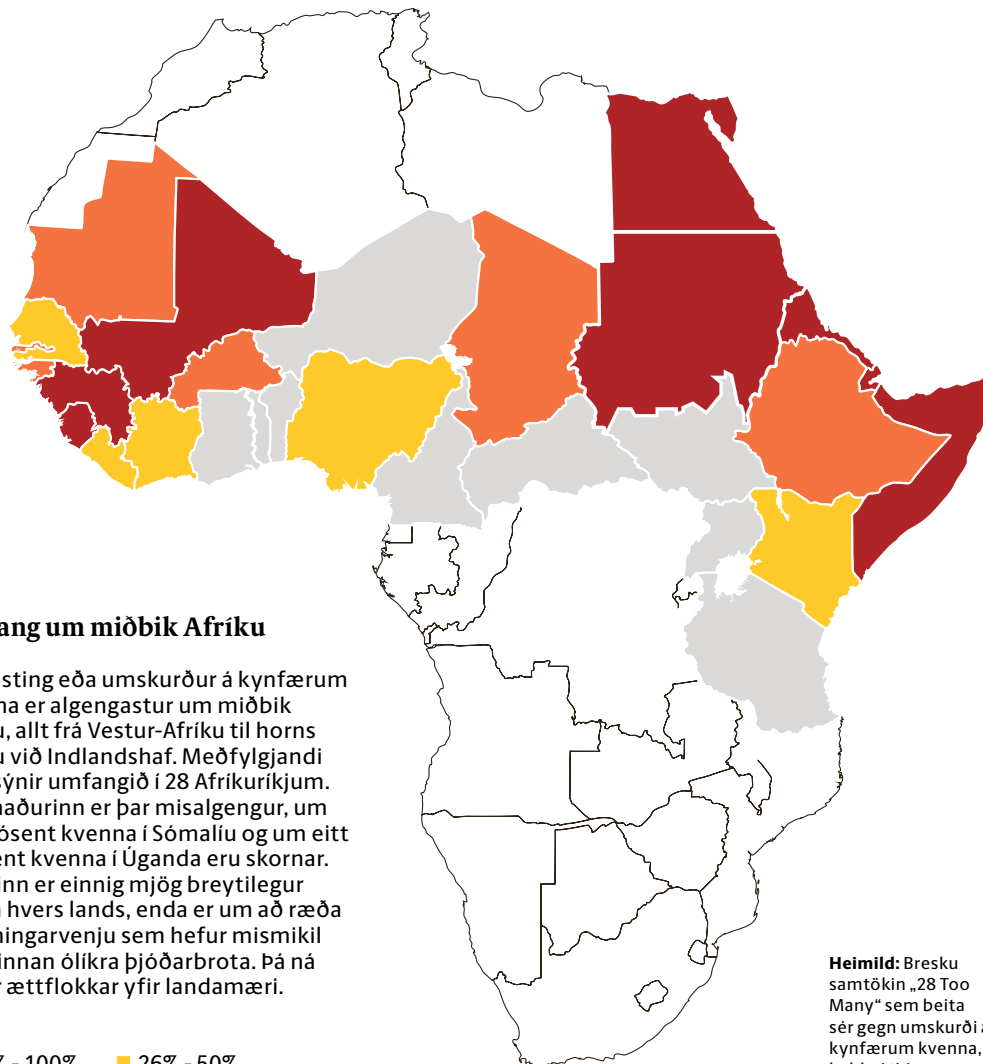 ang um miðbik Afríku
sting eða umskurður á kynfærum
na er algengastur um miðbik
u, allt frá Vestur-Afríku til horns
u við Indlandshaf. Meðfylgjandi
sýnir umfangið í 28 Afríkuríkjum.
naðurinn er þar misalgengur, um
ósent kvenna í Sómalíu og um eitt
ent kvenna í Úganda eru skornar.
inn er einnig mjög breytilegur
n hvers lands, enda er um að ræða
ningarvenju sem hefur mismikil
innan ólíkra þjóðarbrota. Þá ná
r ættflokkar yfir landamæri.
% - 100% 26% - 50%
Heimild: Bresku
samtökin „28 Too
Many“ sem beita
sér gegn umskurði á
kynfærum kvenna,